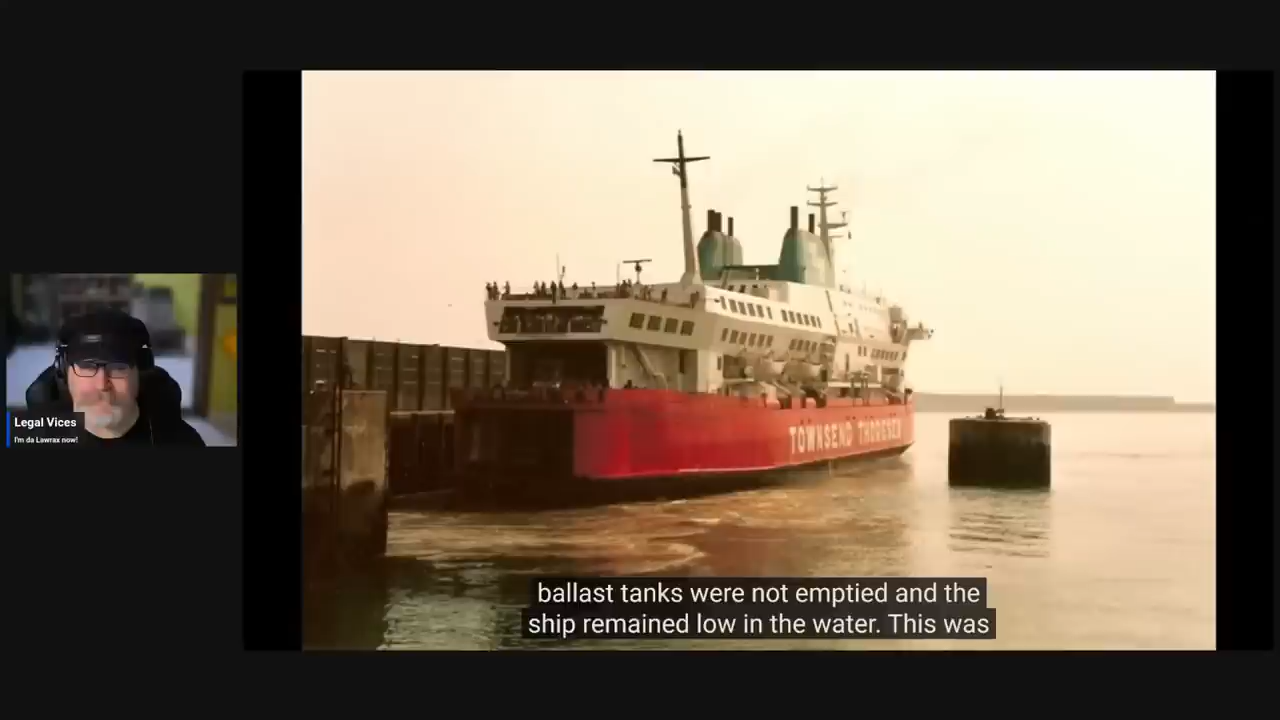 TOWNSEND THORESEN
Legal Vices
I'm da Lawrax now!
ballast tanks were not emptied and the
ship remained low in the water. This was